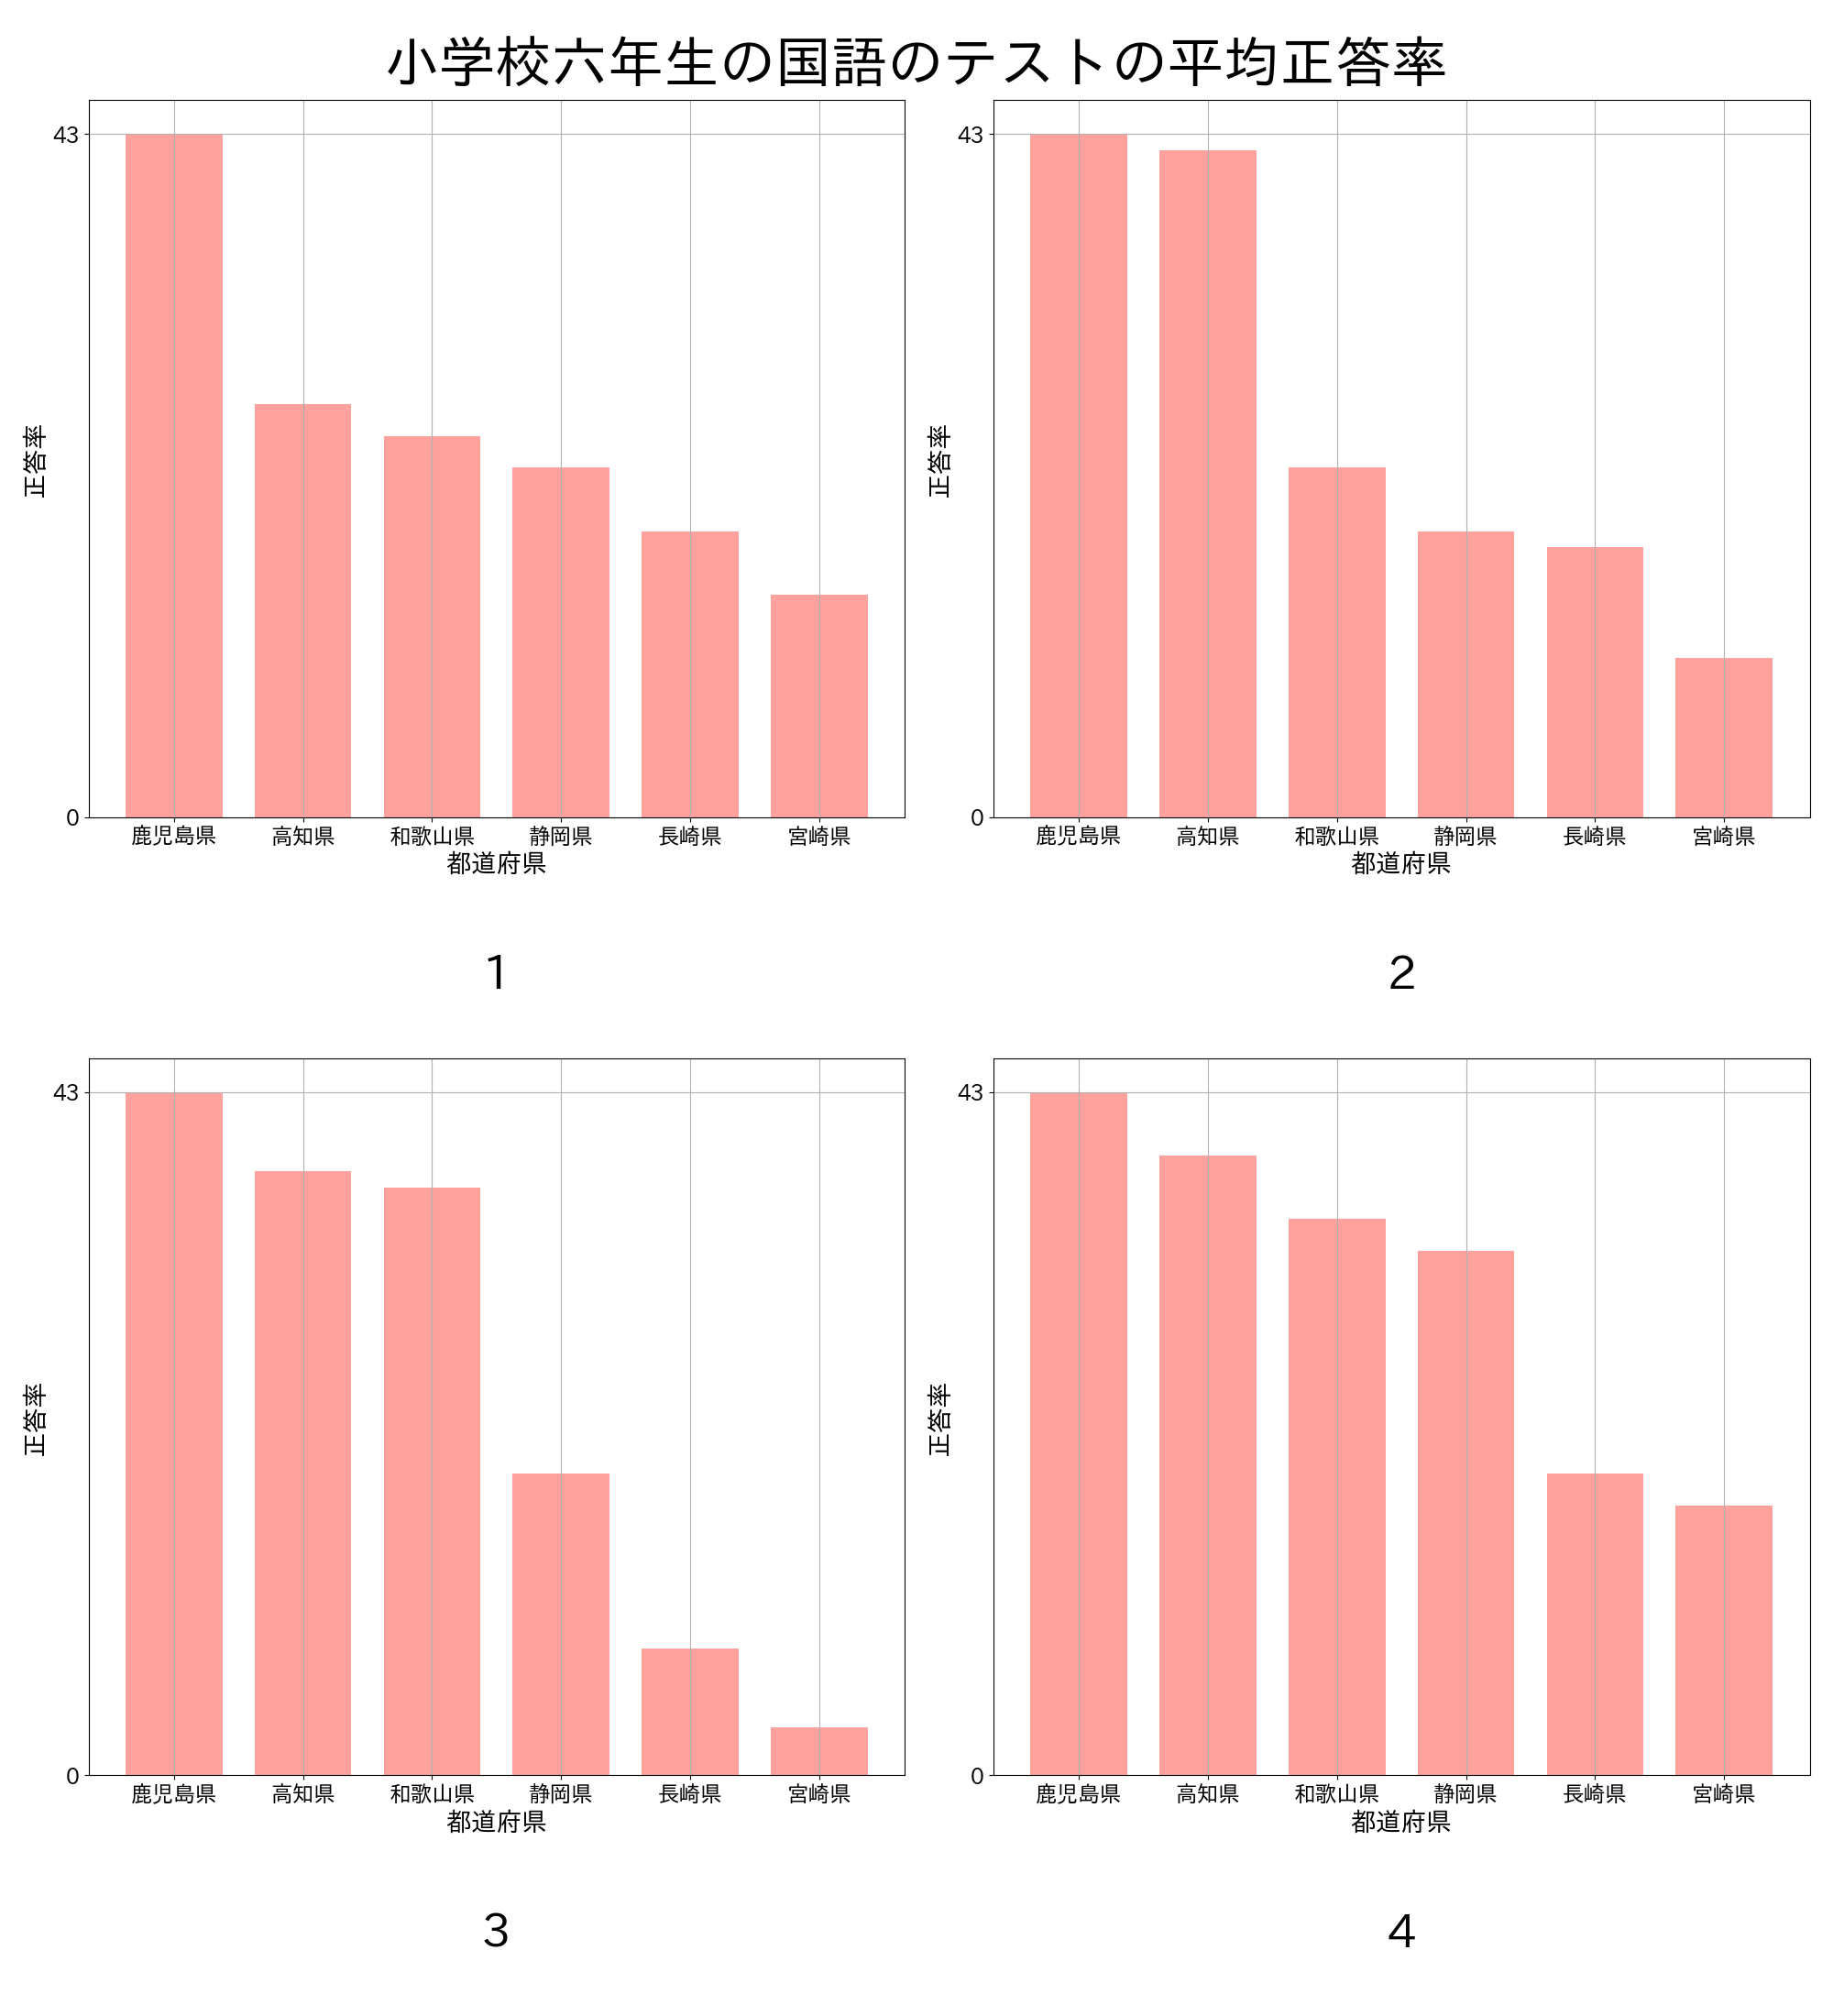 小学校六年生の国語のテストの平均正答率
43
0
正答率
鹿児島県 高知県 和歌山県 静岡県 長崎県 宮崎県
都道府県
1
43
0
正答率
鹿児島県 高知県 和歌山県 静岡県 長崎県 宮崎県
都道府県
2
43
0
正答率
鹿児島県 高知県 和歌山県 静岡県 長崎県 宮崎県
都道府県
3
43
0
正答率
鹿児島県 高知県 和歌山県 静岡県 長崎県 宮崎県
都道府県
4